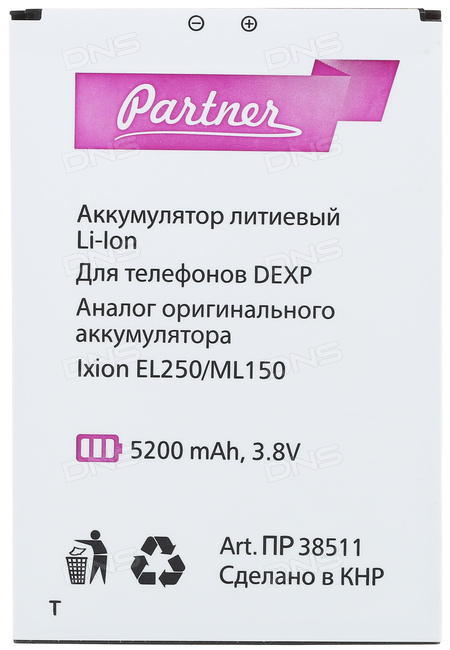 Partner
Аккумулятор литиевый
Li-Ion
Для телефонов DEXP
Аналог оригинального
аккумулятора
Ixion EL250/ML150
5200 mAh, 3.8V
Art. ПР 38511
Сделано в КНР
T
DNS